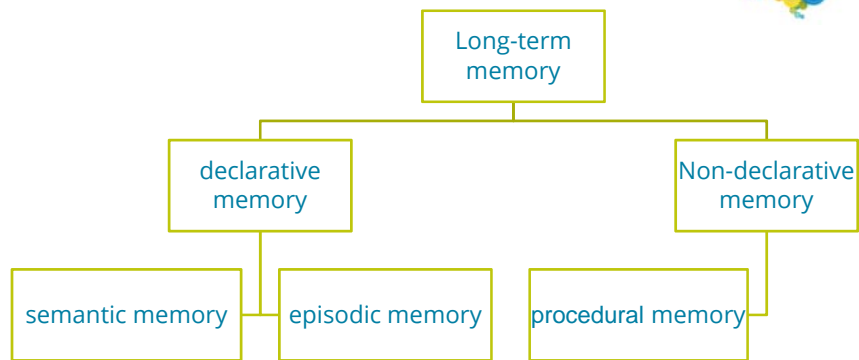 Long-term
memory
declarative
memory
Non-declarative
memory
semantic memory
episodic memory
procedural memory